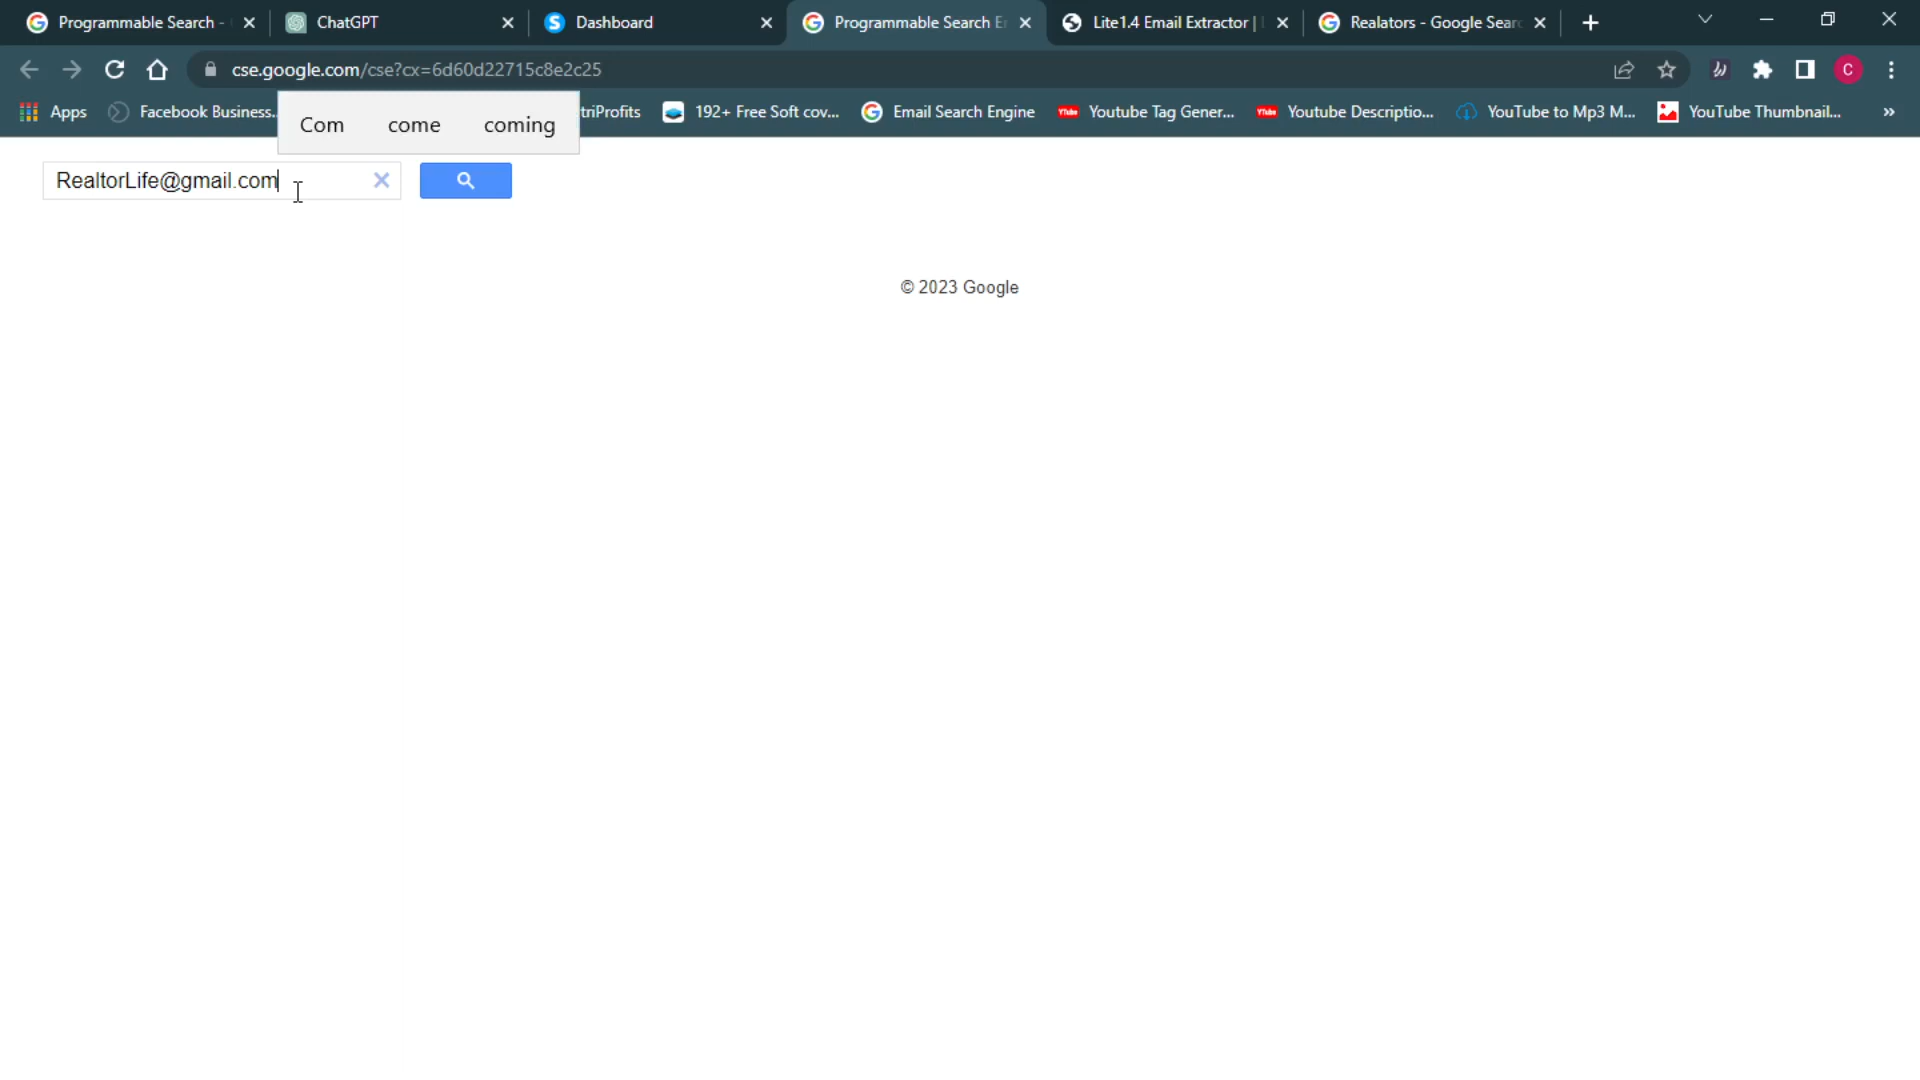 Programmable Search -
ChatGPT
Dashboard
Programmable Search E
Lite1.4 Email Extractor |
Realators - Google Sear
cse.google.com/cse?cx=6d60d22715c8e2c25
C
Apps
Facebook Business...
triProfits
192+ Free Soft cov...
Email Search Engine
Youtube Tag Gener...
Youtube Descriptio...
YouTube to Mp3 M...
YouTube Thumbnail...
»
Com come coming
RealtorLife@gmail.com
© 2023 Google